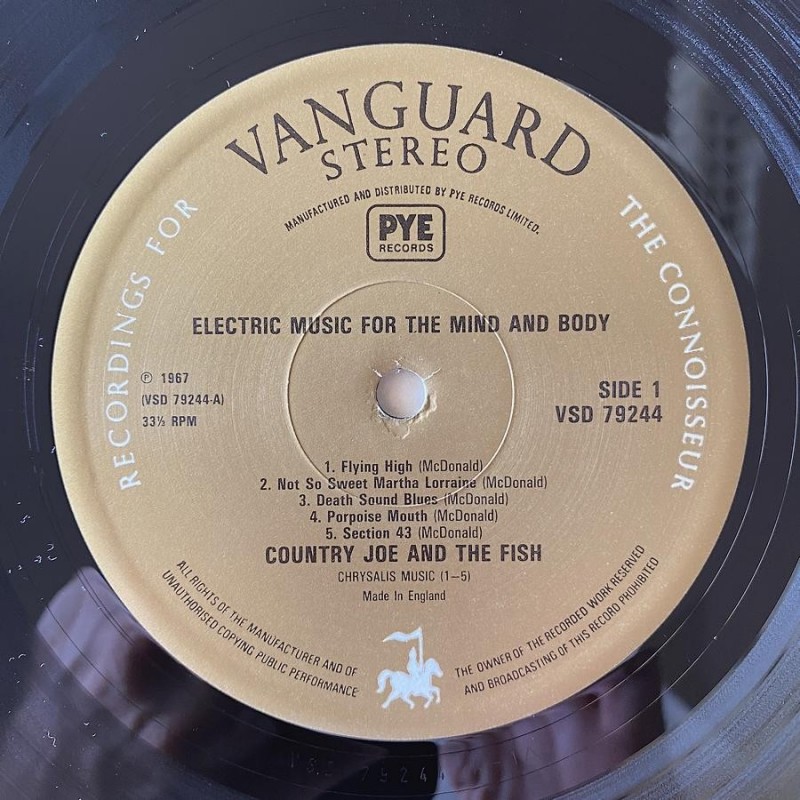 VANGUARD
STEREO
MANUFACTURED AND DISTRIBUTED BY PYE RECORDS LIMITED.
PYE
RECORDS
RECORDINGS FOR
THE CONNOISSEUR
ELECTRIC MUSIC FOR THE MIND AND BODY
℗ 1967
(VSD 79244-A)
33⅓ RPM
SIDE 1
VSD 79244
1. Flying High (McDonald)
2. Not So Sweet Martha Lorraine (McDonald)
3. Death Sound Blues (McDonald)
4. Porpoise Mouth (McDonald)
5. Section 43 (McDonald)
COUNTRY JOE AND THE FISH
CHRYSALIS MUSIC (1–5)
Made In England
ALL RIGHTS OF THE MANUFACTURER AND OF
THE OWNER OF THE RECORDED WORK RESERVED
UNAUTHORISED COPYING PUBLIC PERFORMANCE
AND BROADCASTING OF THIS RECORD PROHIBITED